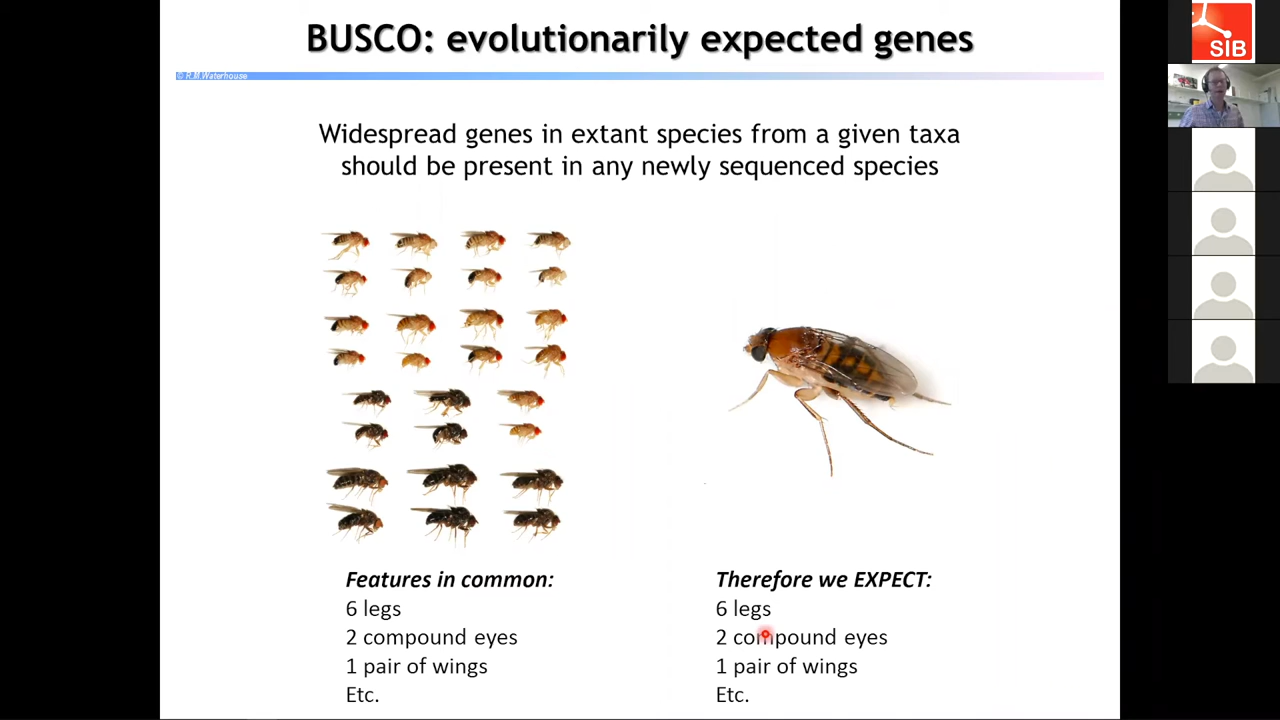 BUSCO: evolutionarily expected genes
© R.M.Waterhouse
Widespread genes in extant species from a given taxa
should be present in any newly sequenced species
Features in common:
6 legs
2 compound eyes
1 pair of wings
Etc.
Therefore we EXPECT:
6 legs
2 compound eyes
1 pair of wings
Etc.
SIB